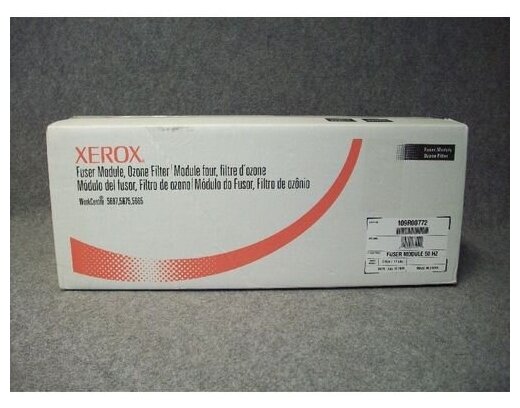 XEROX
Fuser Module, Ozone Filter/Module four, filtre d'ozone
Módulo del fusor, Filtro de ozono/Módulo do Fusor, Filtro de ozônio
WorkCentre 5687,5675,5665
Fuser Module
Ozone Filter
109R00772
FUSER MODULE 50 HZ